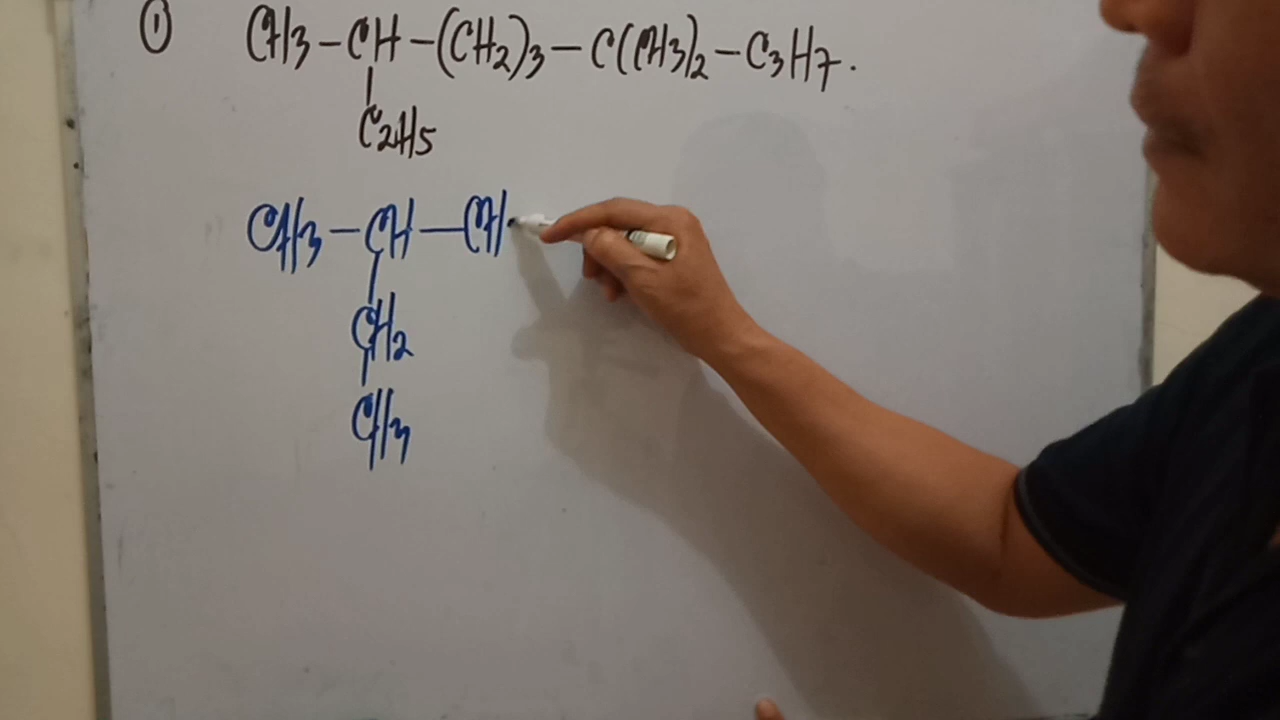 ① CH3-CH-(CH2)3-C(CH3)2-C3H7.
|
C2H5
CH3-CH-CH
|
CH2
|
CH3